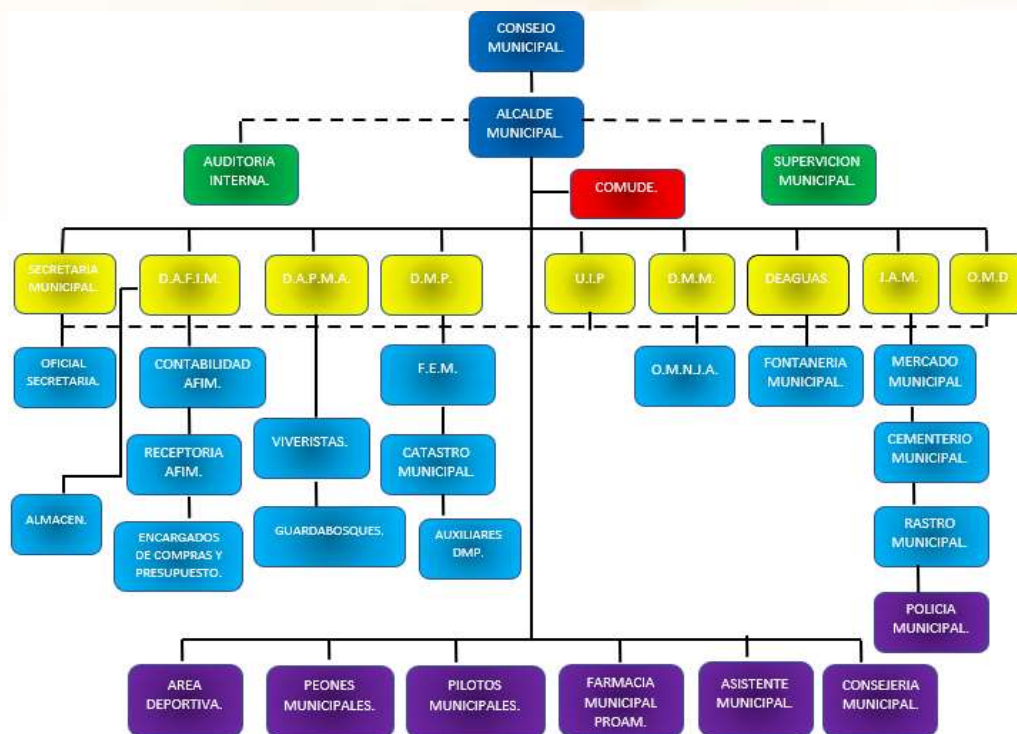 CONSEJO
MUNICIPAL.
ALCALDE
MUNICIPAL.
AUDITORIA
INTERNA.
SUPERVICION
MUNICIPAL.
COMUDE.
SECRETARIA
MUNICIPAL.
D.A.F.I.M.
D.A.P.M.A.
D.M.P.
U.I.P
D.M.M.
DEAGUAS.
J.A.M.
O.M.D
OFICIAL
SECRETARIA.
CONTABILIDAD
AFIM.
F.E.M.
O.M.N.J.A.
FONTANERIA
MUNICIPAL.
MERCADO
MUNICIPAL
RECEPTORIA
AFIM.
VIVERISTAS.
CATASTRO
MUNICIPAL.
CEMENTERIO
MUNICIPAL.
ALMACEN.
ENCARGADOS
DE COMPRAS Y
PRESUPUESTO.
GUARDABOSQUES.
AUXILIARES
DMP.
RASTRO
MUNICIPAL.
POLICIA
MUNICIPAL.
AREA
DEPORTIVA.
PEONES
MUNICIPALES.
PILOTOS
MUNICIPALES.
FARMACIA
MUNICIPAL
PROAM.
ASISTENTE
MUNICIPAL.
CONSEJERIA
MUNICIPAL.